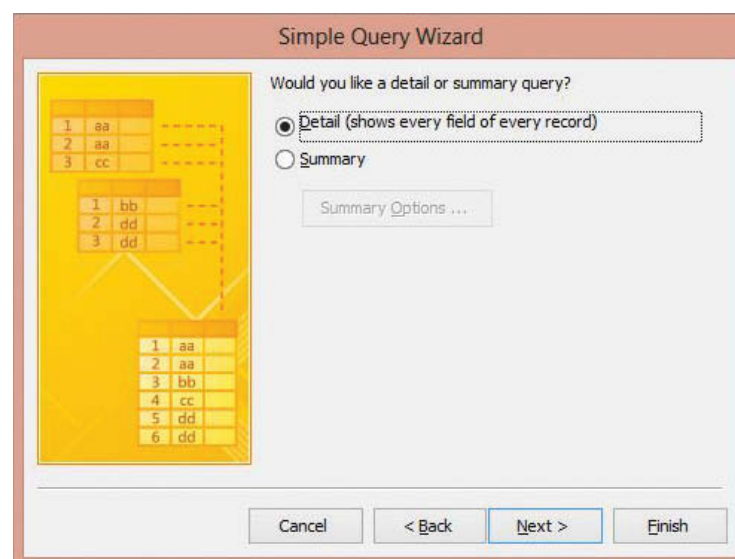 Simple Query Wizard
Would you like a detail or summary query?
Detail (shows every field of every record)
Summary
Summary Options ...
1 aa
2 aa
3 cc
1 bb
2 dd
3 dd
1 aa
2 aa
3 bb
4 cc
5 dd
6 dd
Cancel
< Back
Next >
Finish